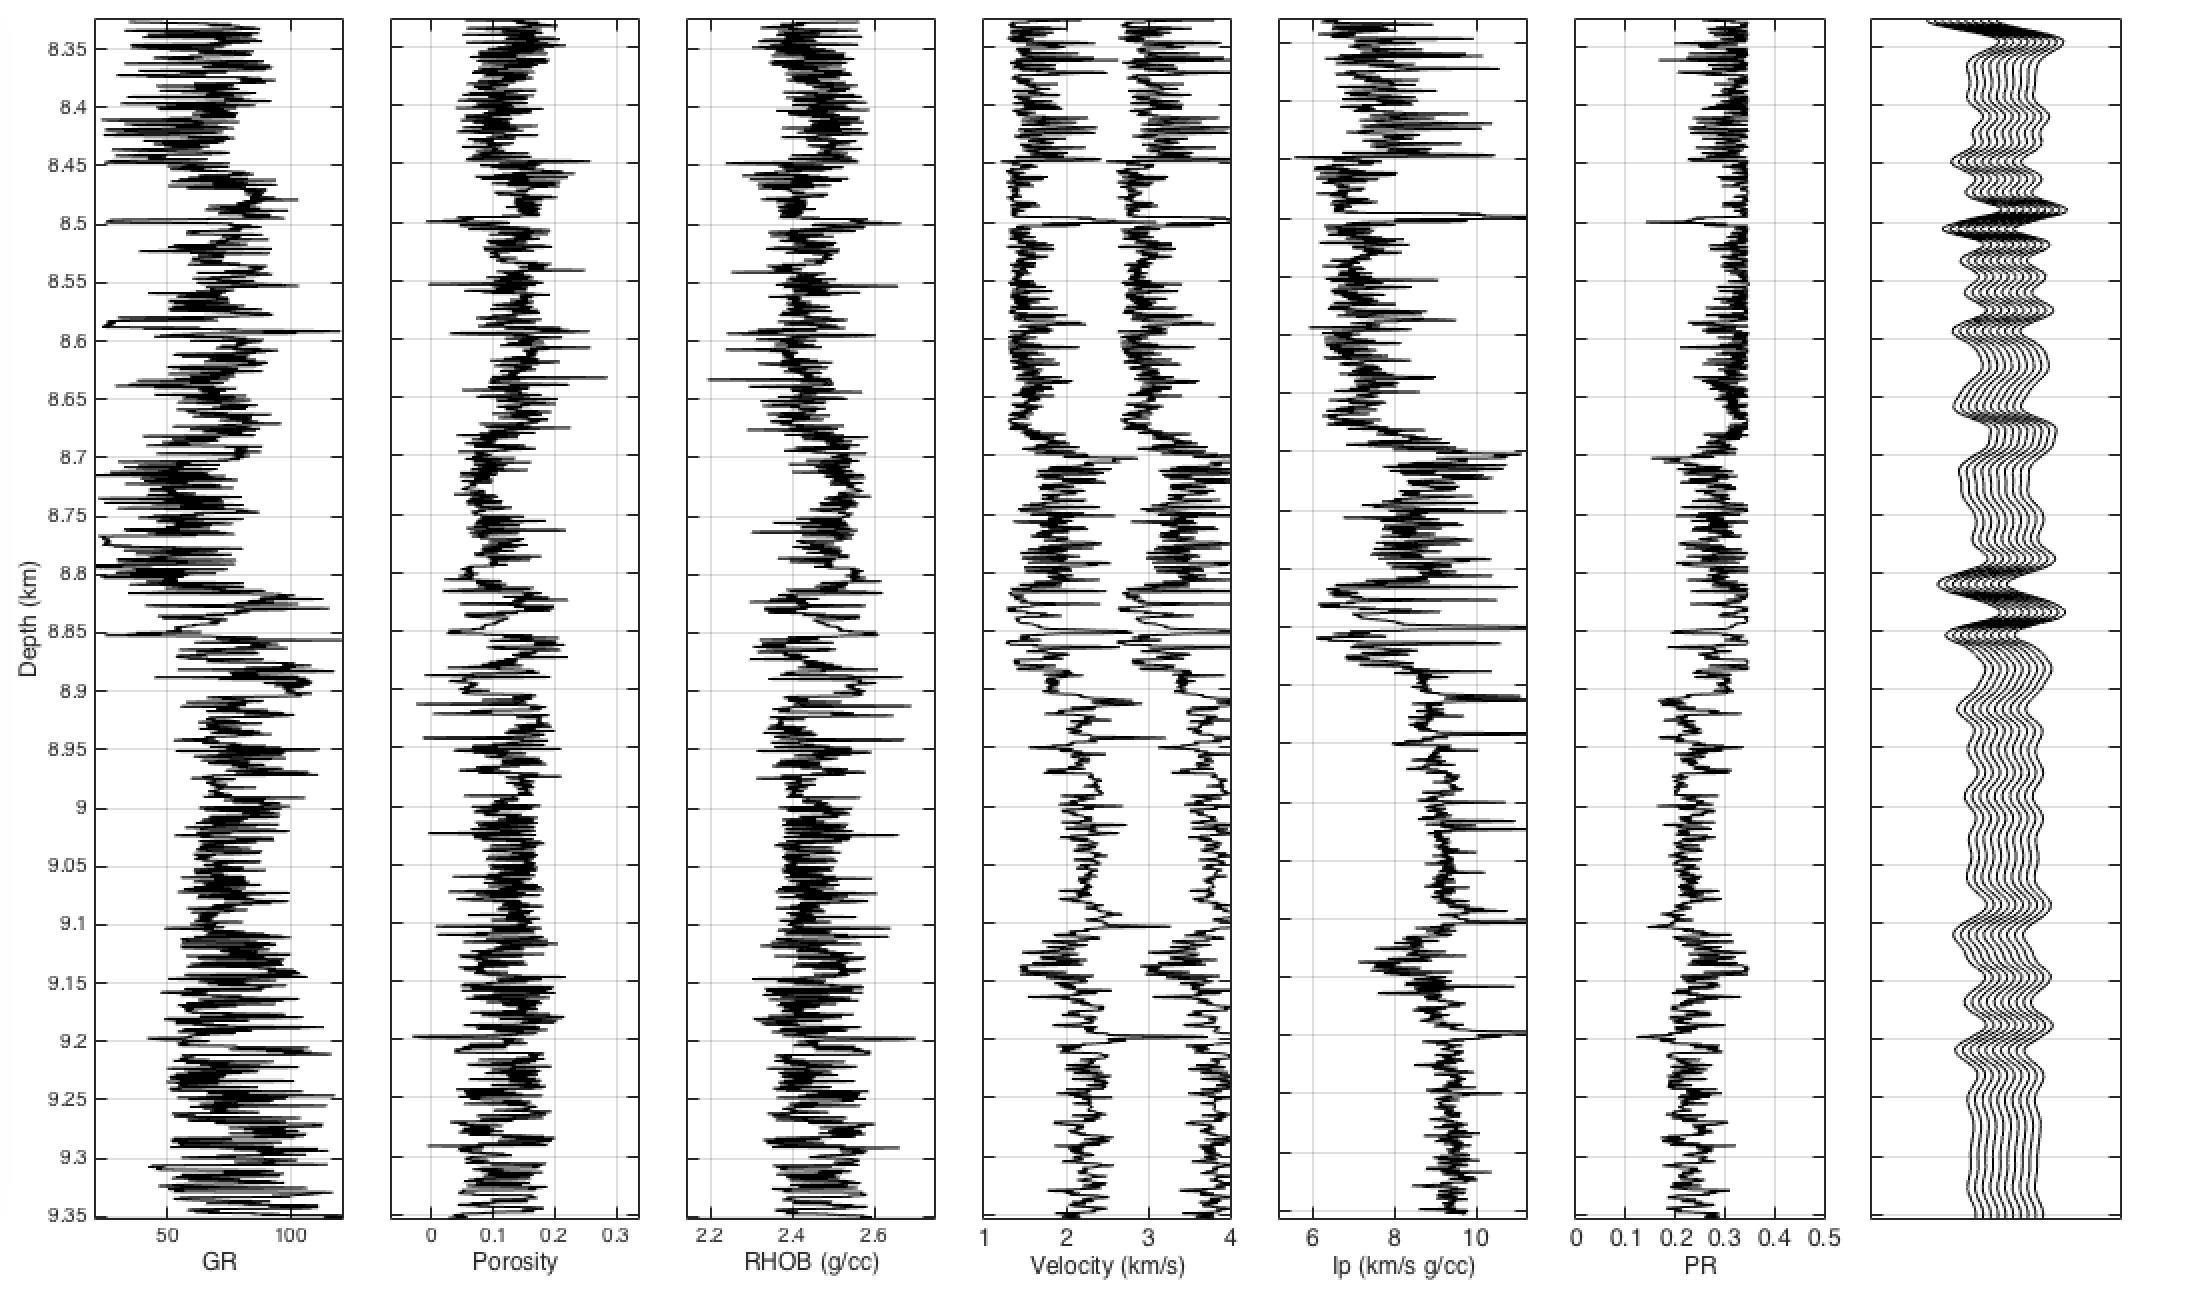 8.35
8.4
8.45
8.5
8.55
8.6
8.65
8.7
8.75
8.8
8.85
8.9
8.95
9
9.05
9.1
9.15
9.2
9.25
9.3
9.35
Depth (km)
50 100
GR
0 0.1 0.2 0.3
Porosity
2.2 2.4 2.6
RHOB (g/cc)
1 2 3 4
Velocity (km/s)
6 8 10
Ip (km/s g/cc)
0 0.1 0.2 0.3 0.4 0.5
PR